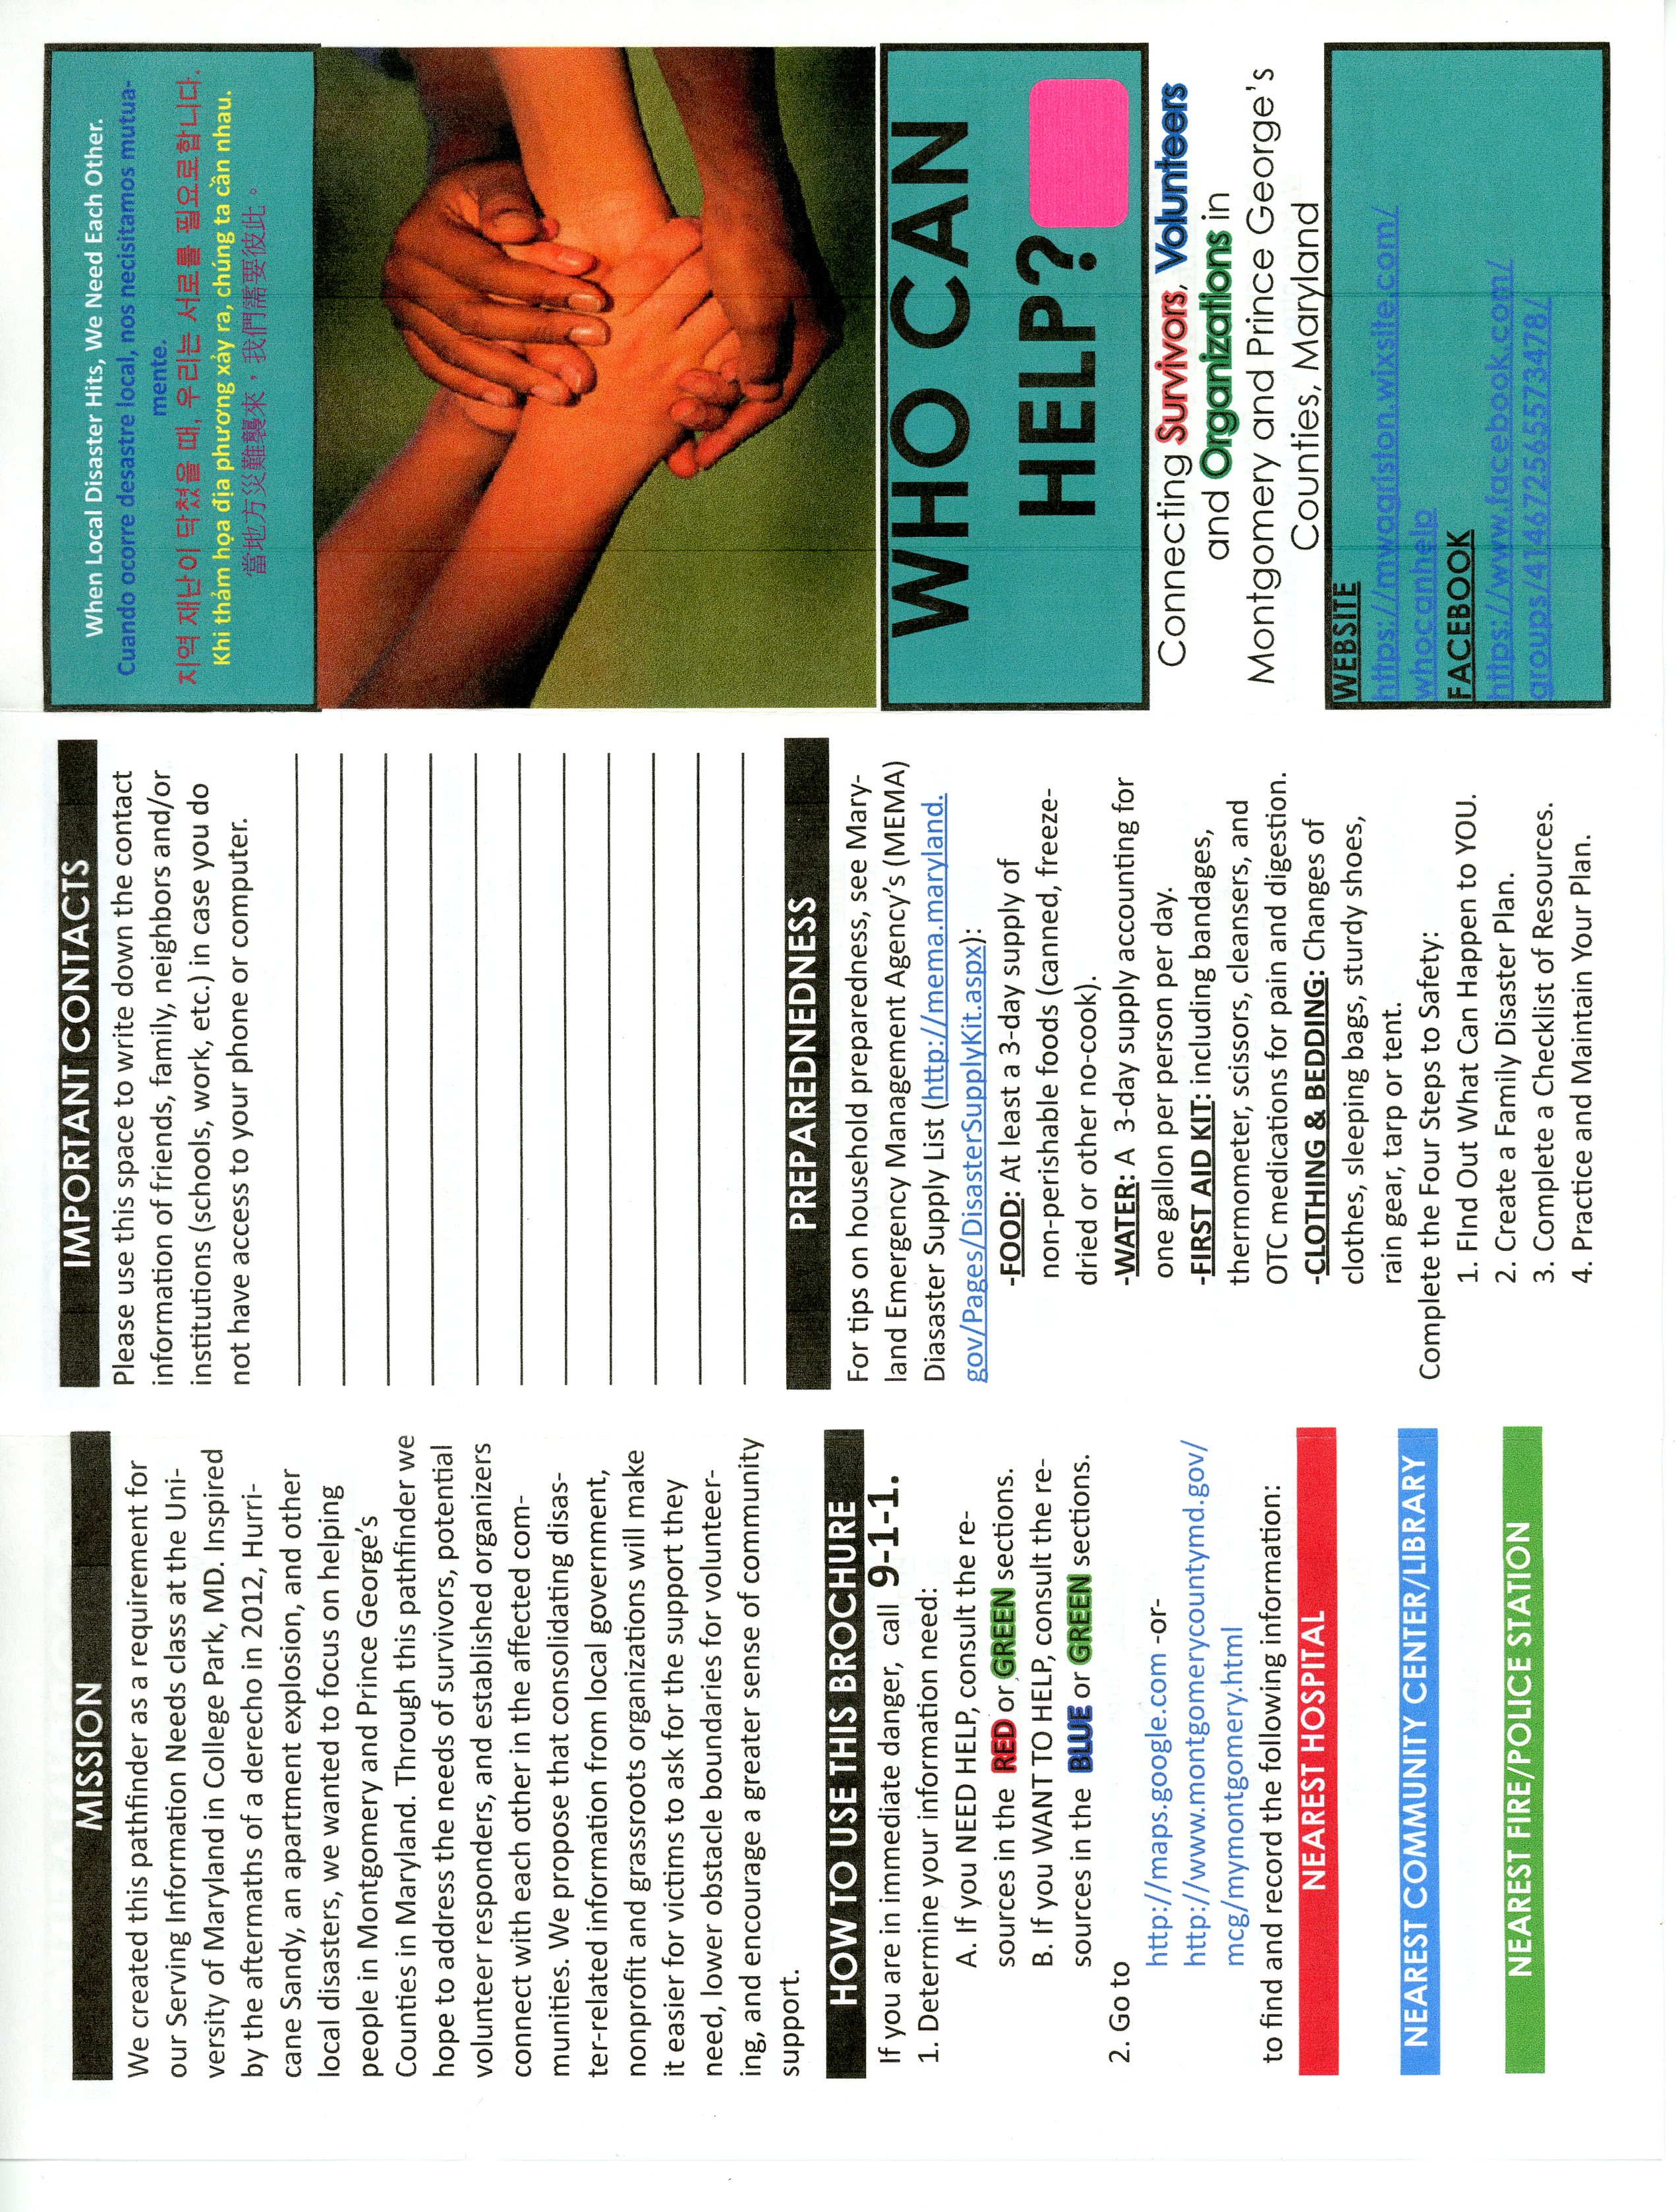 MISSION
We created this pathfinder as a requirement for
our Serving Information Needs class at the Uni-
versity of Maryland in College Park, MD. Inspired
by the aftermaths of a derecho in 2012, Hurri-
cane Sandy, an apartment explosion, and other
local disasters, we wanted to focus on helping
people in Montgomery and Prince George’s
Counties in Maryland. Through this pathfinder we
hope to address the needs of survivors, potential
volunteer responders, and established organizers
connect with each other in the affected com-
munities. We propose that consolidating disas-
ter-related information from local government,
nonprofit and grassroots organizations will make
it easier for victims to ask for the support they
need, lower obstacle boundaries for volunteer-
ing, and encourage a greater sense of community
support.
HOW TO USE THIS BROCHURE
If you are in immediate danger, call 9-1-1.
1. Determine your information need:
A. If you NEED HELP, consult the re-
sources in the RED or GREEN sections.
B. If you WANT TO HELP, consult the re-
sources in the BLUE or GREEN sections.
2. Go to
http://maps.google.com -or-
http://www.montgomerycountymd.gov/
mcg/mymontgomery.html
to find and record the following information:
NEAREST HOSPITAL
NEAREST COMMUNITY CENTER/LIBRARY
NEAREST FIRE/POLICE STATION
IMPORTANT CONTACTS
Please use this space to write down the contact
information of friends, family, neighbors and/or
institutions (schools, work, etc.) in case you do
not have access to your phone or computer.
PREPAREDNEDNESS
For tips on household preparedness, see Mary-
land Emergency Management Agency’s (MEMA)
Diasaster Supply List (http://mema.maryland.
gov/Pages/DisasterSupplyKit.aspx):
-FOOD: At least a 3-day supply of
non-perishable foods (canned, freeze-
dried or other no-cook).
-WATER: A 3-day supply accounting for
one gallon per person per day.
-FIRST AID KIT: including bandages,
thermometer, scissors, cleansers, and
OTC medications for pain and digestion.
-CLOTHING & BEDDING: Changes of
clothes, sleeping bags, sturdy shoes,
rain gear, tarp or tent.
Complete the Four Steps to Safety:
1. FInd Out What Can Happen to YOU.
2. Create a Family Disaster Plan.
3. Complete a Checklist of Resources.
4. Practice and Maintain Your Plan.
When Local Disaster Hits, We Need Each Other.
Cuando ocorre desastre local, nos necisitamos mutua-
mente.
지역 재난이 닥쳤을 때, 우리는 서로를 필요로합니다.
Khi thảm họa địa phương xảy ra, chúng ta cần nhau.
當地方災難襲來，我們需要彼此。
WHO CAN
HELP?
Connecting Survivors, Volunteers
and Organizations in
Montgomery and Prince George’s
Counties, Maryland
WEBSITE
https://mwagriston.wixsite.com/
whocanhelp
FACEBOOK
https://www.facebook.com/
groups/414672565573478/